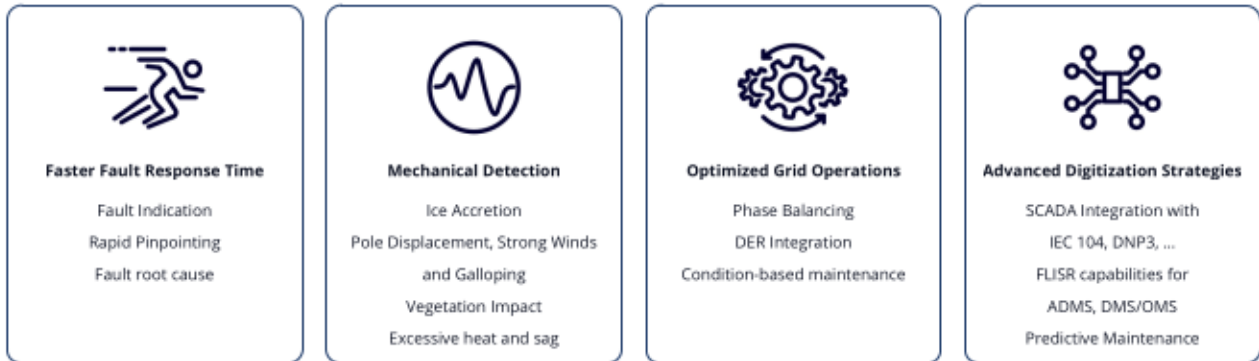 Faster Fault Response Time
Fault Indication
Rapid Pinpointing
Fault root cause
Mechanical Detection
Ice Accretion
Pole Displacement, Strong Winds
and Galloping
Vegetation Impact
Excessive heat and sag
Optimized Grid Operations
Phase Balancing
DER Integration
Condition-based maintenance
Advanced Digitization Strategies
SCADA Integration with
IEC 104, DNP3, ...
FLISR capabilities for
ADMS, DMS/OMS
Predictive Maintenance